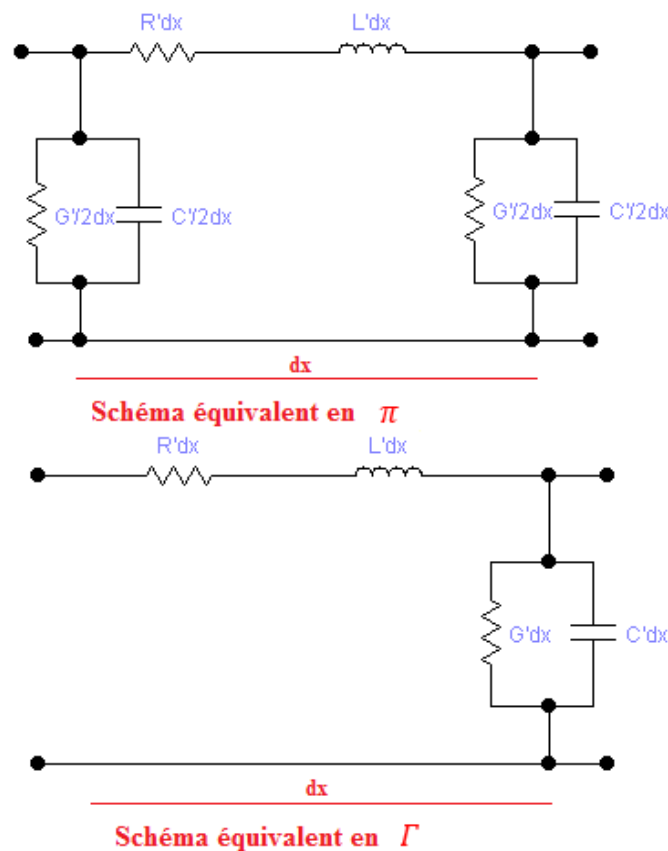 R'dx L'dx
G'/2dx C'/2dx G'/2dx C'/2dx
dx
Schéma équivalent en π
R'dx L'dx
G'dx C'dx
dx
Schéma équivalent en Γ